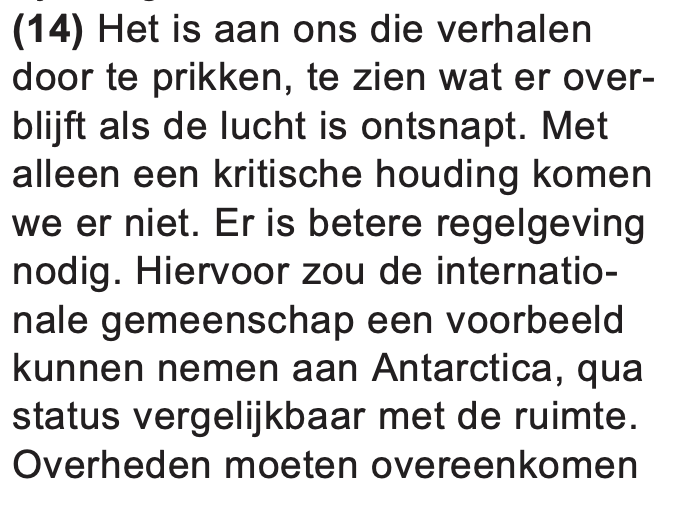 (14) Het is aan ons die verhalen
door te prikken, te zien wat er over-
blijft als de lucht is ontsnapt. Met
alleen een kritische houding komen
we er niet. Er is betere regelgeving
nodig. Hiervoor zou de internatio-
nale gemeenschap een voorbeeld
kunnen nemen aan Antarctica, qua
status vergelijkbaar met de ruimte.
Overheden moeten overeenkomen